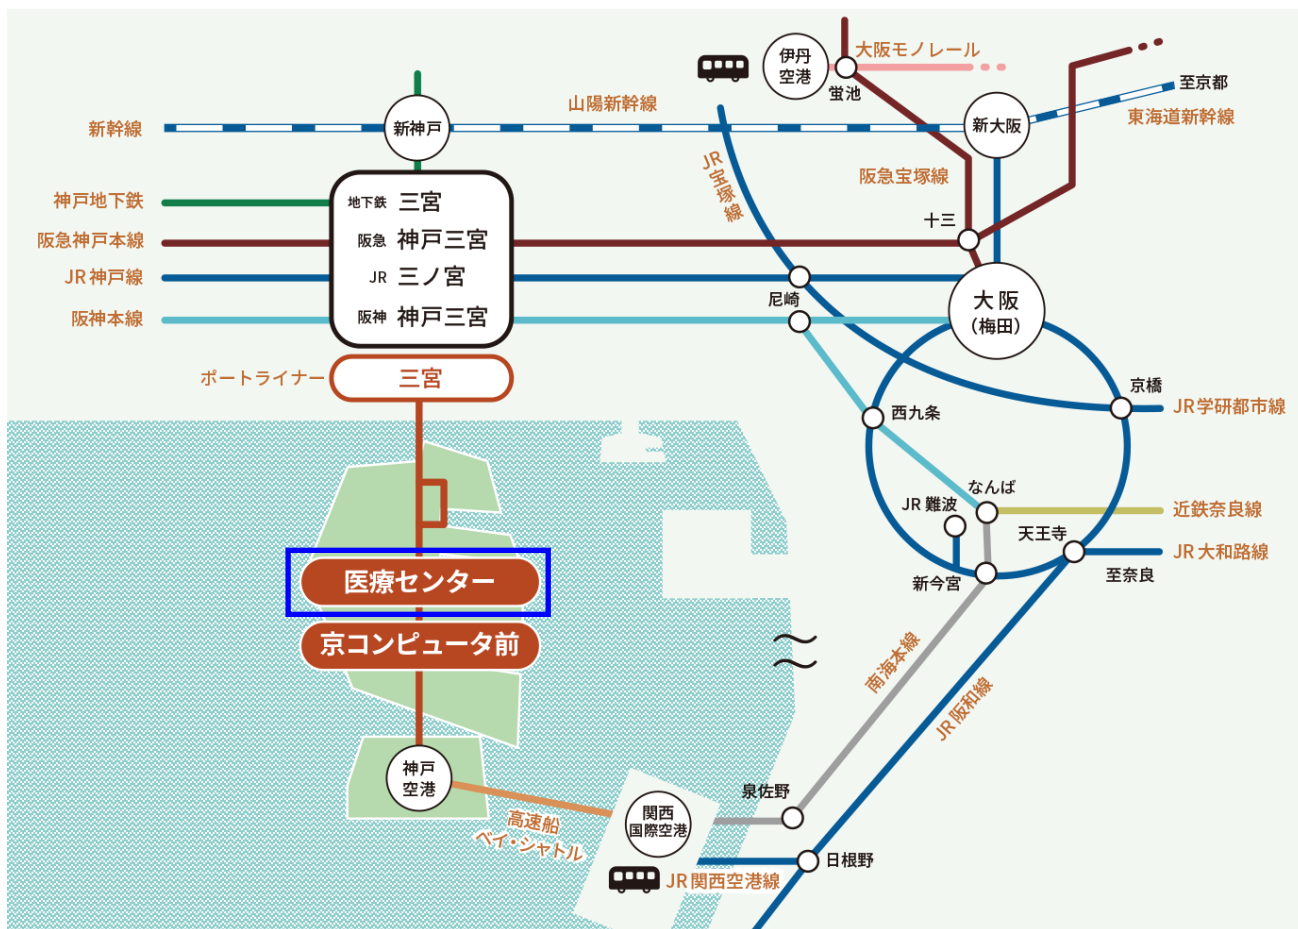 伊丹
空港
大阪モノレール
蛍池
至京都
東海道新幹線
山陽新幹線
新幹線
新神戸
新大阪
JR宝塚線
阪急宝塚線
神戸地下鉄
地下鉄 三宮
十三
阪急神戸本線
阪急 神戸三宮
JR 神戸線
JR 三ノ宮
尼崎
大阪
（梅田）
阪神本線
阪神 神戸三宮
ポートライナー
三宮
京橋
JR学研都市線
西九条
なんば
JR 難波
近鉄奈良線
天王寺
JR 大和路線
至奈良
新今宮
医療センター
京コンピュータ前
南海本線
JR 阪和線
神戸
空港
高速船
ベイ・シャトル
泉佐野
関西
国際空港
日根野
JR関西空港線